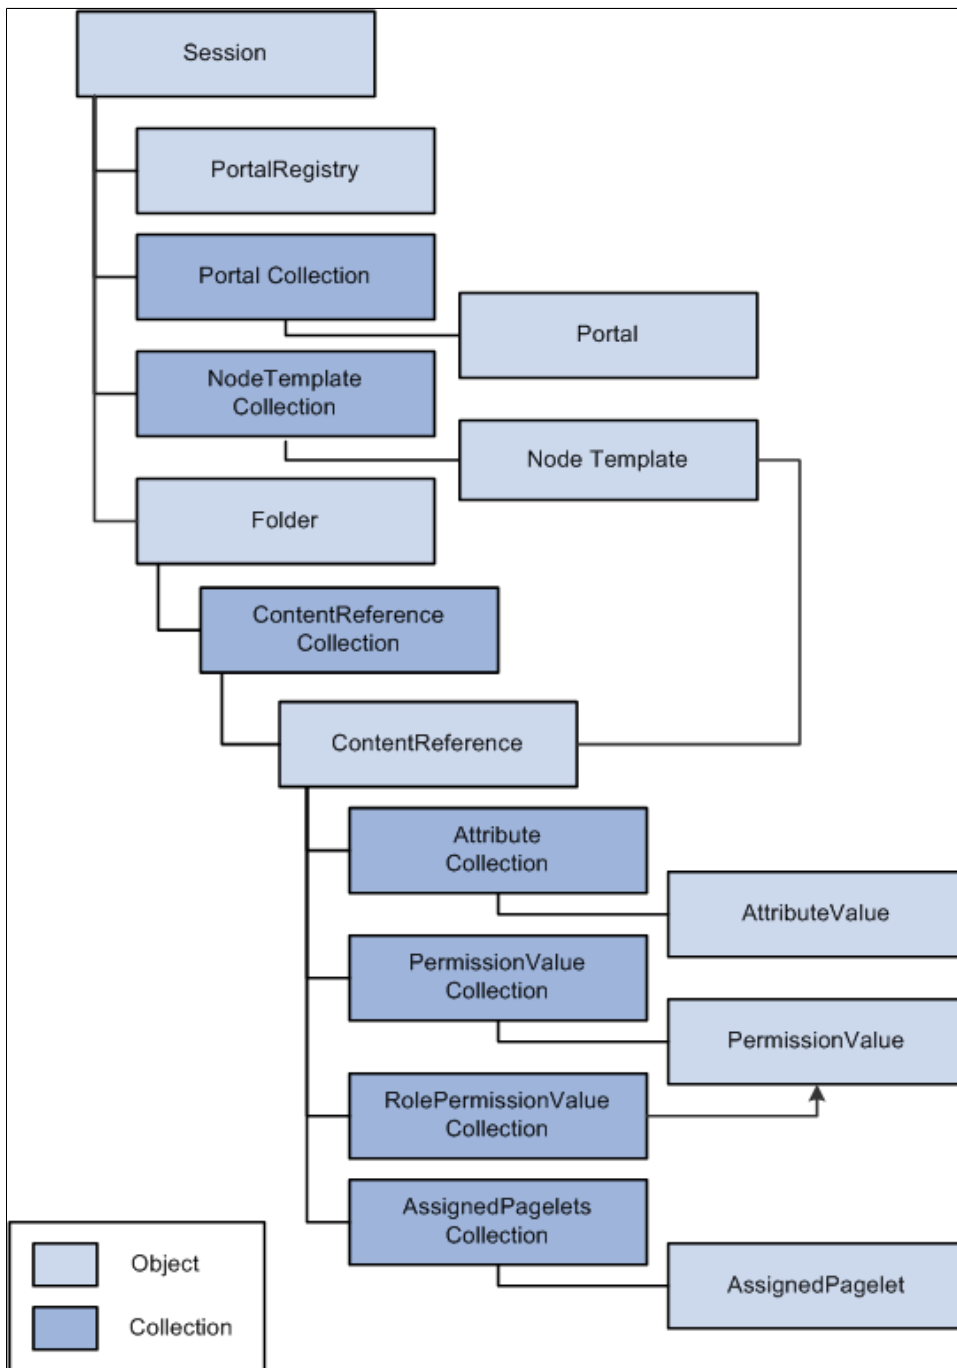 Session
PortalRegistry
Portal Collection
Portal
NodeTemplate
Collection
Node Template
Folder
ContentReference
Collection
ContentReference
Attribute
Collection
AttributeValue
PermissionValue
Collection
PermissionValue
RolePermissionValue
Collection
AssignedPagelets
Collection
AssignedPagelet
Object
Collection